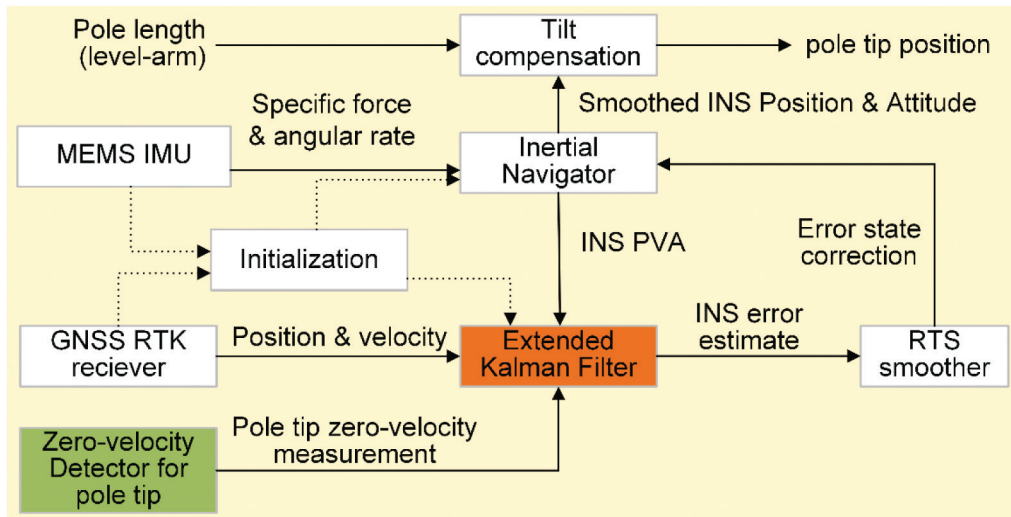 Pole length
(level-arm)
Tilt
compensation
pole tip position
Smoothed INS Position & Attitude
Specific force
& angular rate
MEMS IMU
Inertial
Navigator
Initialization
INS PVA
Error state
correction
GNSS RTK
reciever
Position & velocity
Extended
Kalman Filter
INS error
estimate
RTS
smoother
Zero-velocity
Detector for
pole tip
Pole tip zero-velocity
measurement